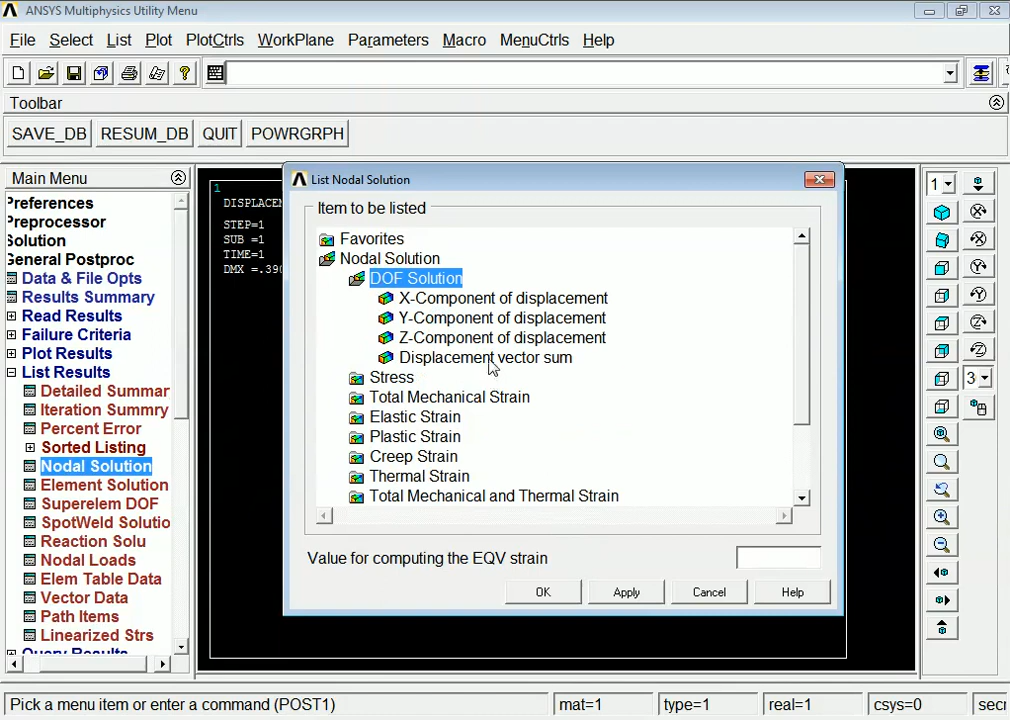 ANSYS Multiphysics Utility Menu
File Select List Plot PlotCtrls WorkPlane Parameters Macro MenuCtrls Help
Toolbar
SAVE_DB RESUM_DB QUIT POWRGRPH
Main Menu
Preferences
Preprocessor
Solution
General Postproc
Data & File Opts
Results Summary
Read Results
Failure Criteria
Plot Results
List Results
Detailed Summar
Iteration Summry
Percent Error
Sorted Listing
Nodal Solution
Element Solution
Superelem DOF
SpotWeld Solutio
Reaction Solu
Nodal Loads
Elem Table Data
Vector Data
Path Items
Linearized Strs
Query Results
1
DISPLACEM
STEP=1
SUB =1
TIME=1
DMX =.390
List Nodal Solution
Item to be listed
Favorites
Nodal Solution
DOF Solution
X-Component of displacement
Y-Component of displacement
Z-Component of displacement
Displacement vector sum
Stress
Total Mechanical Strain
Elastic Strain
Plastic Strain
Creep Strain
Thermal Strain
Total Mechanical and Thermal Strain
Value for computing the EQV strain
OK Apply Cancel Help
1
3
Pick a menu item or enter a command (POST1) mat=1 type=1 real=1 csys=0 secn